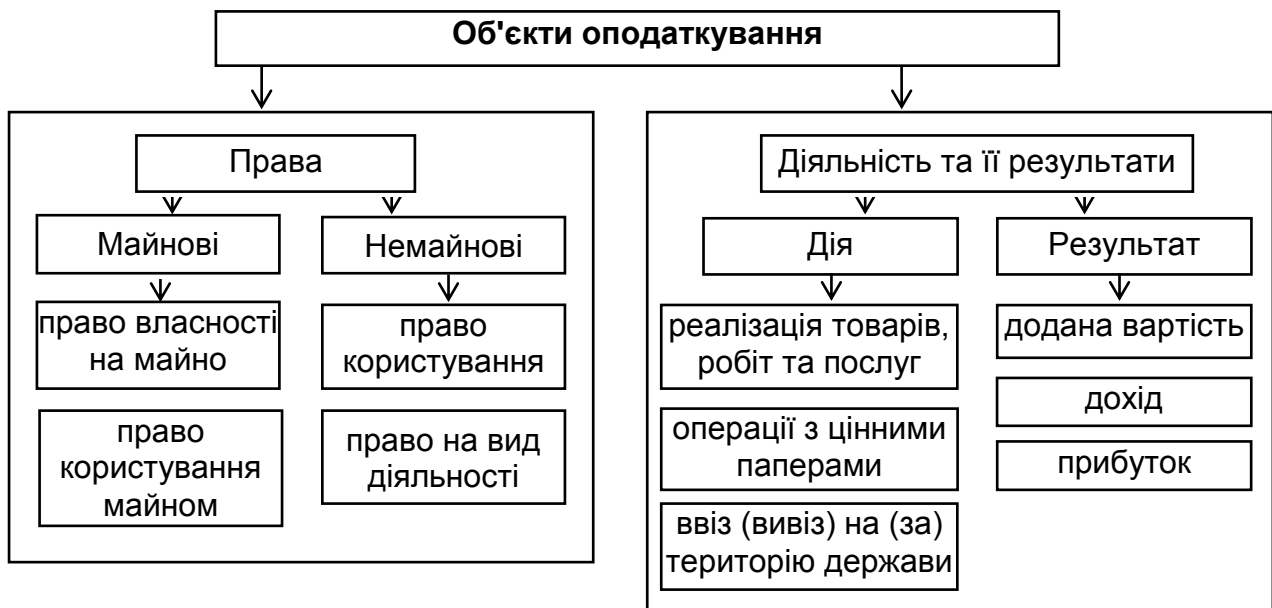 Об'єкти оподаткування
Права
Майнові
Немайнові
право власності
на майно
право
користування
майном
право
користування
право на вид
діяльності
Діяльність та її результати
Дія
Результат
реалізація товарів,
робіт та послуг
операції з цінними
паперами
ввіз (вивіз) на (за)
територію держави
додана вартість
дохід
прибуток